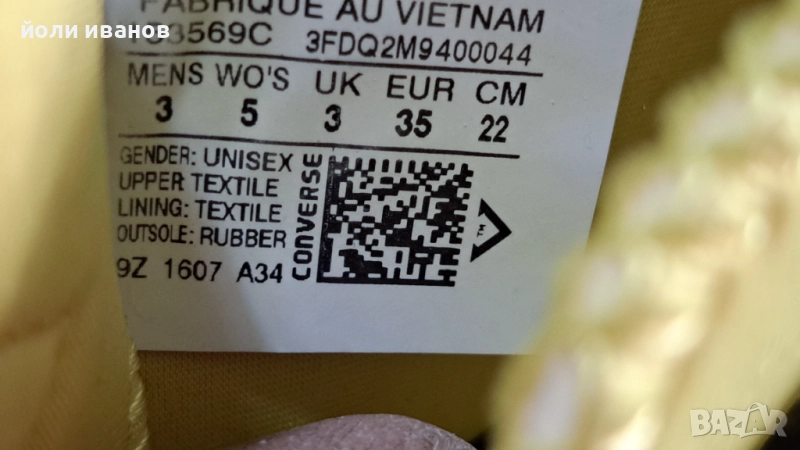 йоли иванов
FABRIQUE AU VIETNAM
3FDQ2M9400044
MENS WO'S UK EUR CM
3 5 3 35 22
GENDER: UNISEX
UPPER TEXTILE
LINING: TEXTILE
OUTSOLE: RUBBER
9Z 1607 A34
CONVERSE
TM
BAZAR